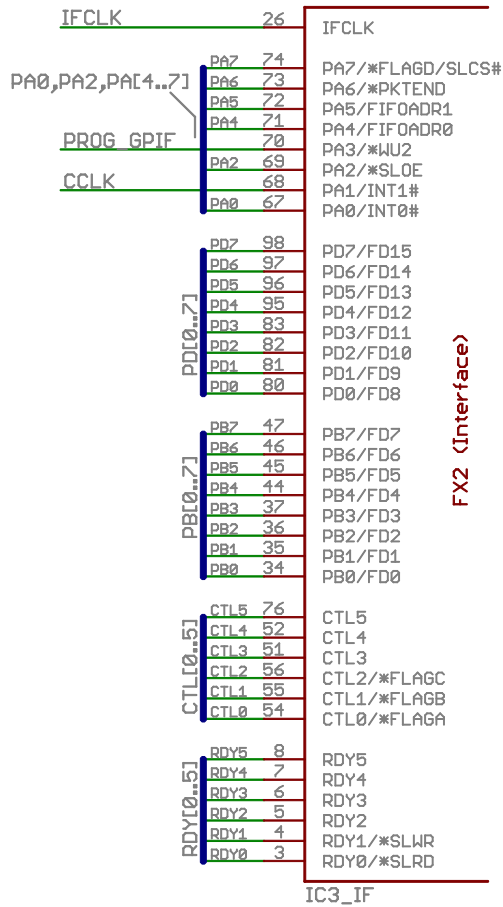 IFCLK 26 IFCLK
PA7 74 PA7/*FLAGD/SLCS#
PA0,PA2,PA[4..7] PA6 73 PA6/*PKTEND
PA5 72 PA5/FIFOADR1
PA4 71 PA4/FIFOADR0
PROG_GPIF 70 PA3/*WU2
PA2 69 PA2/*SLOE
CCLK 68 PA1/INT1#
PA0 67 PA0/INT0#
PD7 98 PD7/FD15
PD6 97 PD6/FD14
PD5 96 PD5/FD13
PD4 95 PD4/FD12
PD3 83 PD3/FD11
PD2 82 PD2/FD10
PD1 81 PD1/FD9
PD0 80 PD0/FD8
PD[0..7]
FX2 (Interface)
PB7 47 PB7/FD7
PB6 46 PB6/FD6
PB5 45 PB5/FD5
PB4 44 PB4/FD4
PB3 37 PB3/FD3
PB2 36 PB2/FD2
PB1 35 PB1/FD1
PB0 34 PB0/FD0
PB[0..7]
CTL5 76 CTL5
CTL4 52 CTL4
CTL3 51 CTL3
CTL2 56 CTL2/*FLAGC
CTL1 55 CTL1/*FLAGB
CTL0 54 CTL0/*FLAGA
CTL[0..5]
RDY5 8 RDY5
RDY4 7 RDY4
RDY3 6 RDY3
RDY2 5 RDY2
RDY1 4 RDY1/*SLWR
RDY0 3 RDY0/*SLRD
RDY[0..5]
IC3_IF